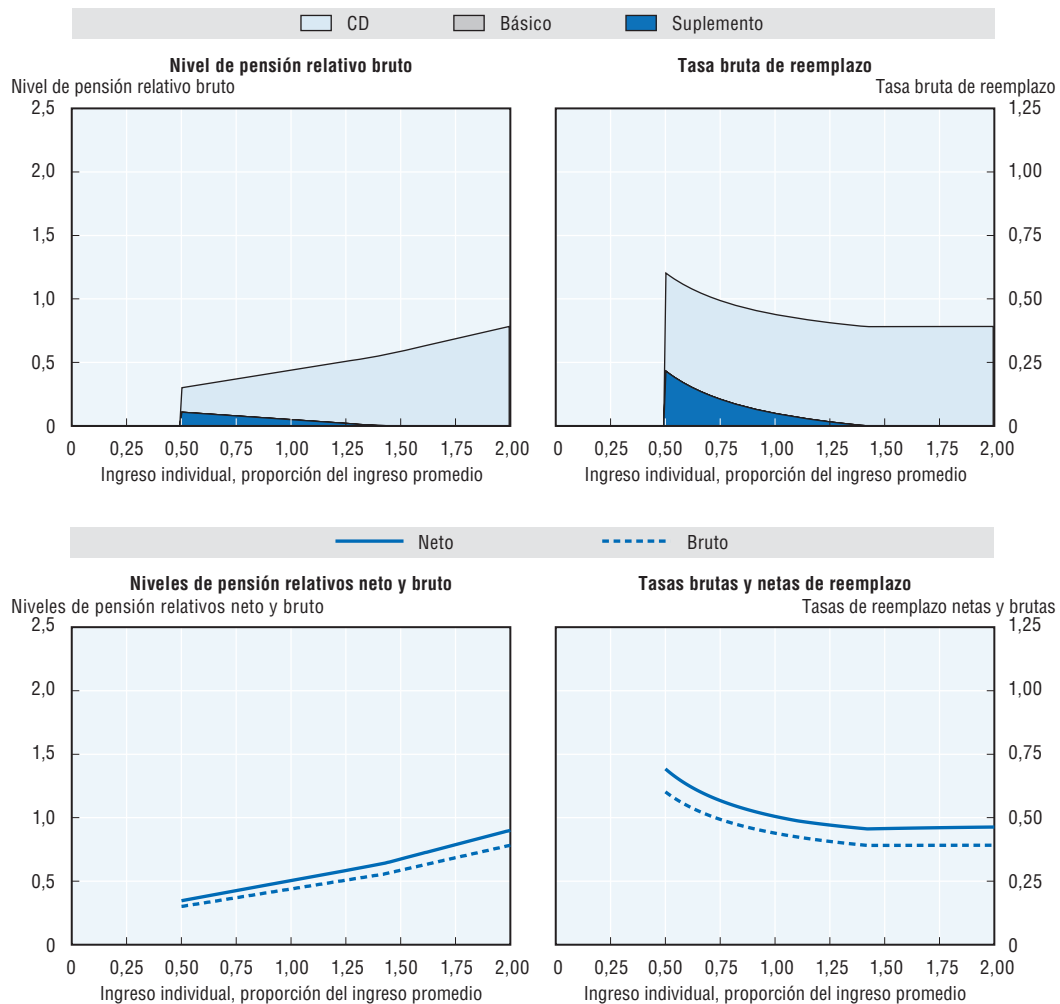 CD Básico Suplemento
Nivel de pensión relativo bruto
Nivel de pensión relativo bruto
2,5
2,0
1,5
1,0
0,5
0
0 0,25 0,50 0,75 1,00 1,25 1,50 1,75 2,00
Ingreso individual, proporción del ingreso promedio
Tasa bruta de reemplazo
Tasa bruta de reemplazo
1,25
1,00
0,75
0,50
0,25
0
0 0,25 0,50 0,75 1,00 1,25 1,50 1,75 2,00
Ingreso individual, proporción del ingreso promedio
Neto Bruto
Niveles de pensión relativos neto y bruto
Niveles de pensión relativos neto y bruto
2,5
2,0
1,5
1,0
0,5
0
0 0,25 0,50 0,75 1,00 1,25 1,50 1,75 2,00
Ingreso individual, proporción del ingreso promedio
Tasas brutas y netas de reemplazo
Tasas de reemplazo netas y brutas
1,25
1,00
0,75
0,50
0,25
0
0 0,25 0,50 0,75 1,00 1,25 1,50 1,75 2,00
Ingreso individual, proporción del ingreso promedio